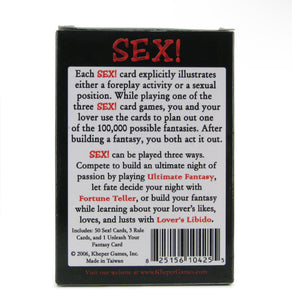 SEX!
Each SEX! card explicitly illustrates
either a foreplay activity or a sexual
position. While playing one of the
three SEX! card games, you and your
lover use the cards to plan out one
of the 100,000 possible fantasies. After
building a fantasy, you both act it out.
SEX! can be played three ways.
Compete to build an ultimate night of
passion by playing Ultimate Fantasy,
let fate decide your night with
Fortune Teller, or build your fantasy
while learning about your lover's likes,
loves, and lusts with Lover's Libido.
Includes: 50 Sex! Cards, 3 Rule
Cards, and 1 Unleash Your
Fantasy Card
© 2006, Kheper Games, Inc.
Made in Taiwan
8 25156 10425 3
Visit our website at www.KheperGames.com